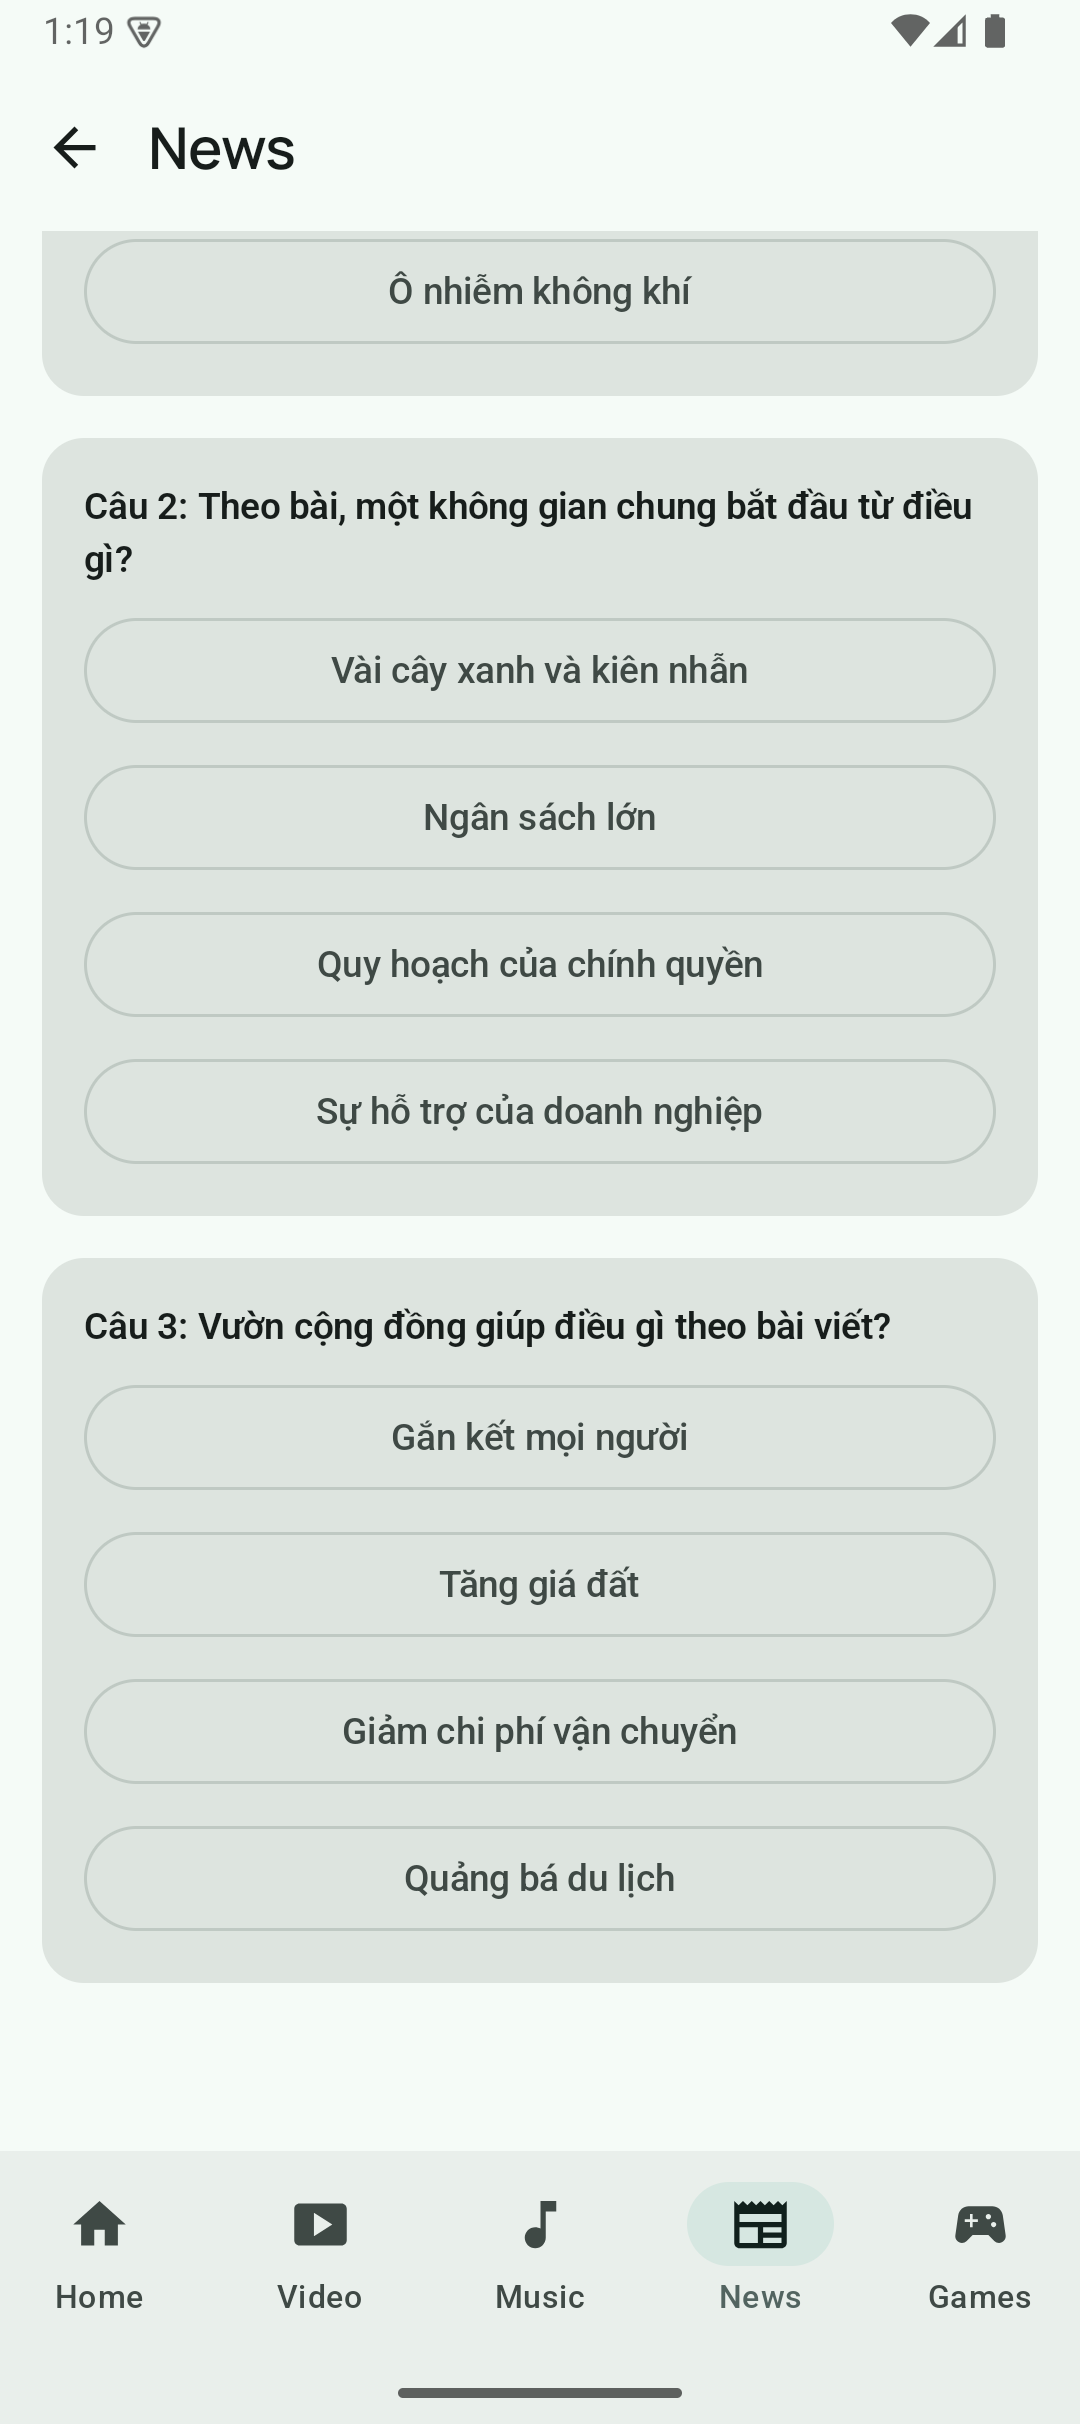 1:19
News
Ô nhiễm không khí
Câu 2: Theo bài, một không gian chung bắt đầu từ điều
gì?
Vài cây xanh và kiên nhẫn
Ngân sách lớn
Quy hoạch của chính quyền
Sự hỗ trợ của doanh nghiệp
Câu 3: Vườn cộng đồng giúp điều gì theo bài viết?
Gắn kết mọi người
Tăng giá đất
Giảm chi phí vận chuyển
Quảng bá du lịch
Home
Video
Music
News
Games